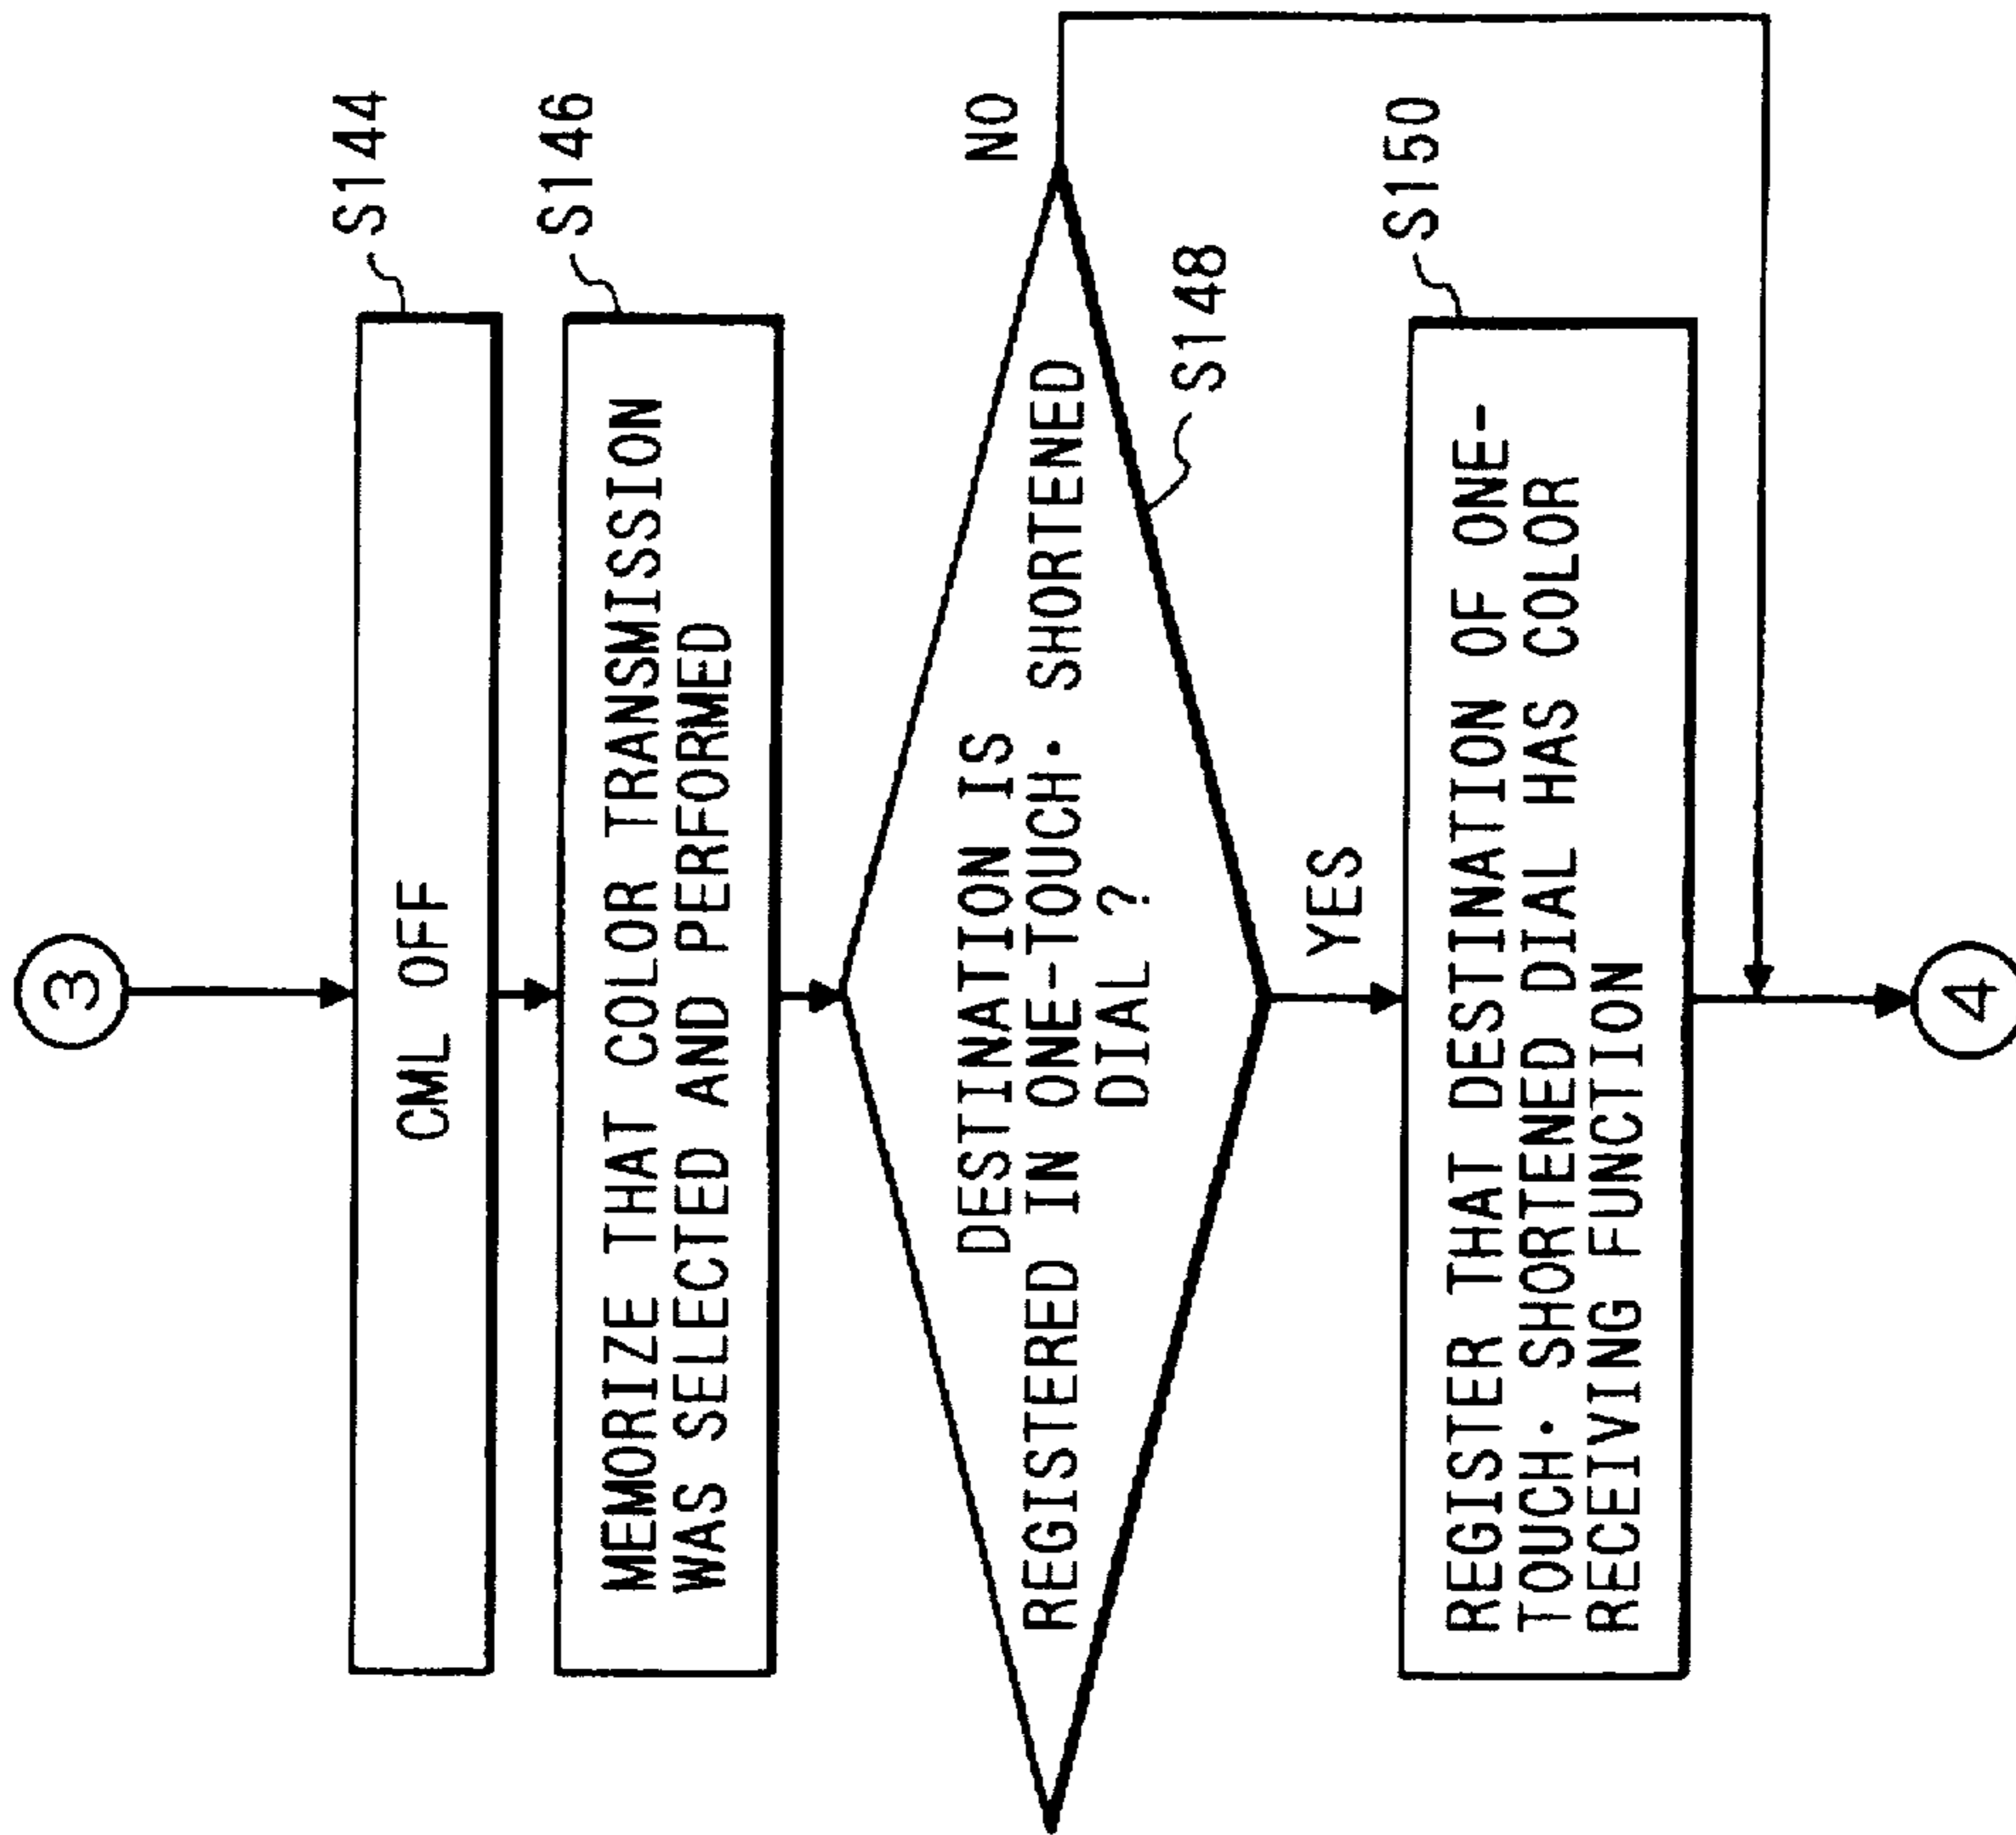 3
S144
CML OFF
S146
MEMORIZE THAT COLOR TRANSMISSION
WAS SELECTED AND PERFORMED
NO
DESTINATION IS
REGISTERED IN ONE-TOUCH· SHORTENED
DIAL ?
S148
YES
S150
REGISTER THAT DESTINATION OF ONE-
TOUCH· SHORTENED DIAL HAS COLOR
RECEIVING FUNCTION
4